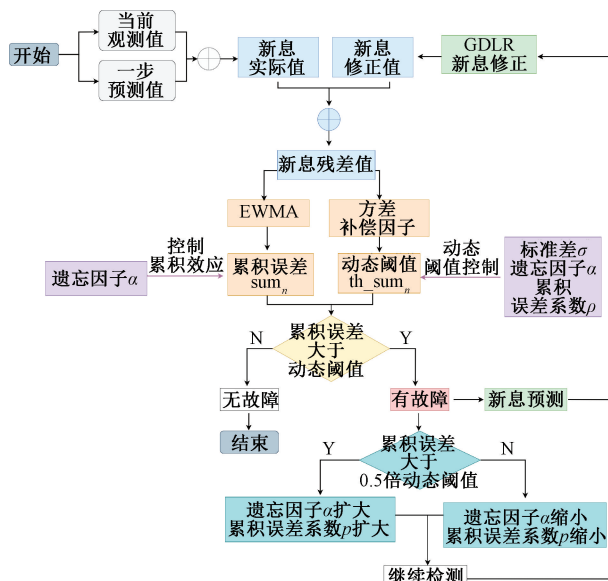 开始
当前
观测值
一步
预测值
新息
实际值
新息
修正值
GDLR
新息修正
新息残差值
EWMA
方差
补偿因子
遗忘因子α
控制
累积效应
累积误差
sumₙ
动态阈值
th_sumₙ
动态
阈值控制
标准差σ
遗忘因子α
累积
误差系数ρ
累积误差
大于
动态阈值
N
Y
无故障
有故障
新息预测
结束
累积误差
大于
0.5倍动态阈值
Y
N
遗忘因子α扩大
累积误差系数p扩大
遗忘因子α缩小
累积误差系数p缩小
继续检测